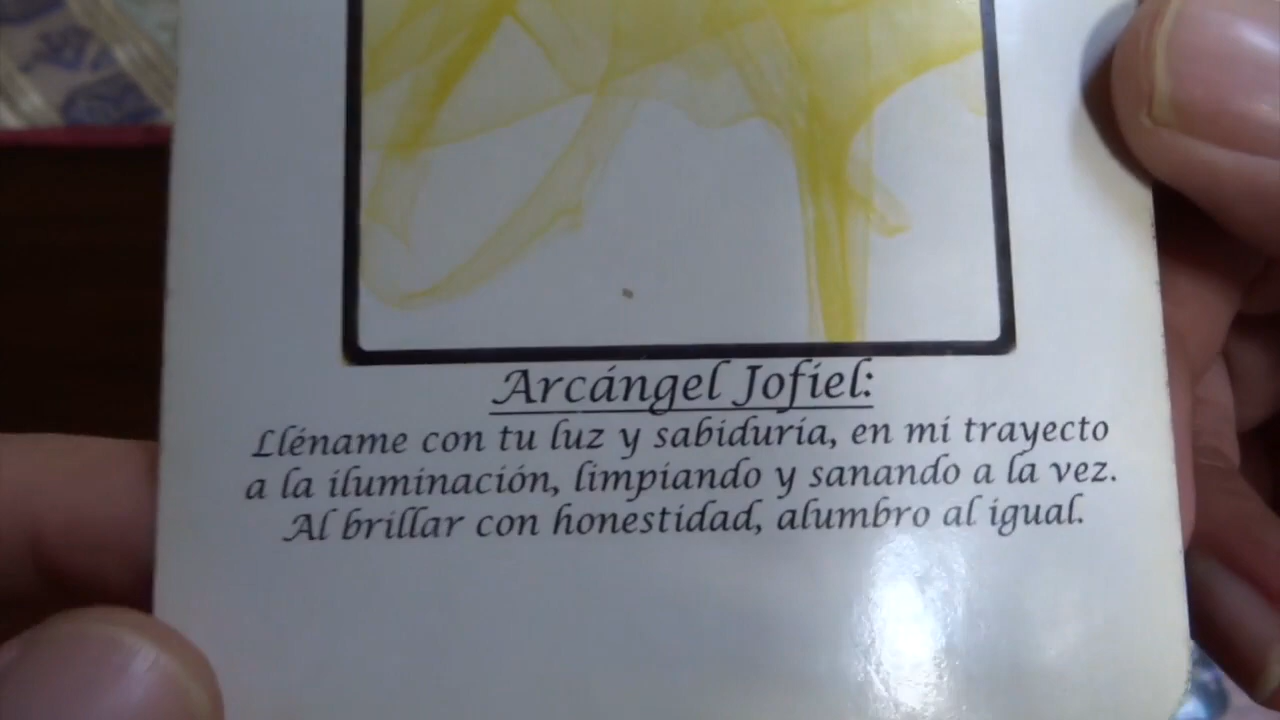 Arcángel Jofiel:
Lléname con tu luz y sabiduría, en mi trayecto
a la iluminación, limpiando y sanando a la vez.
Al brillar con honestidad, alumbro al igual.